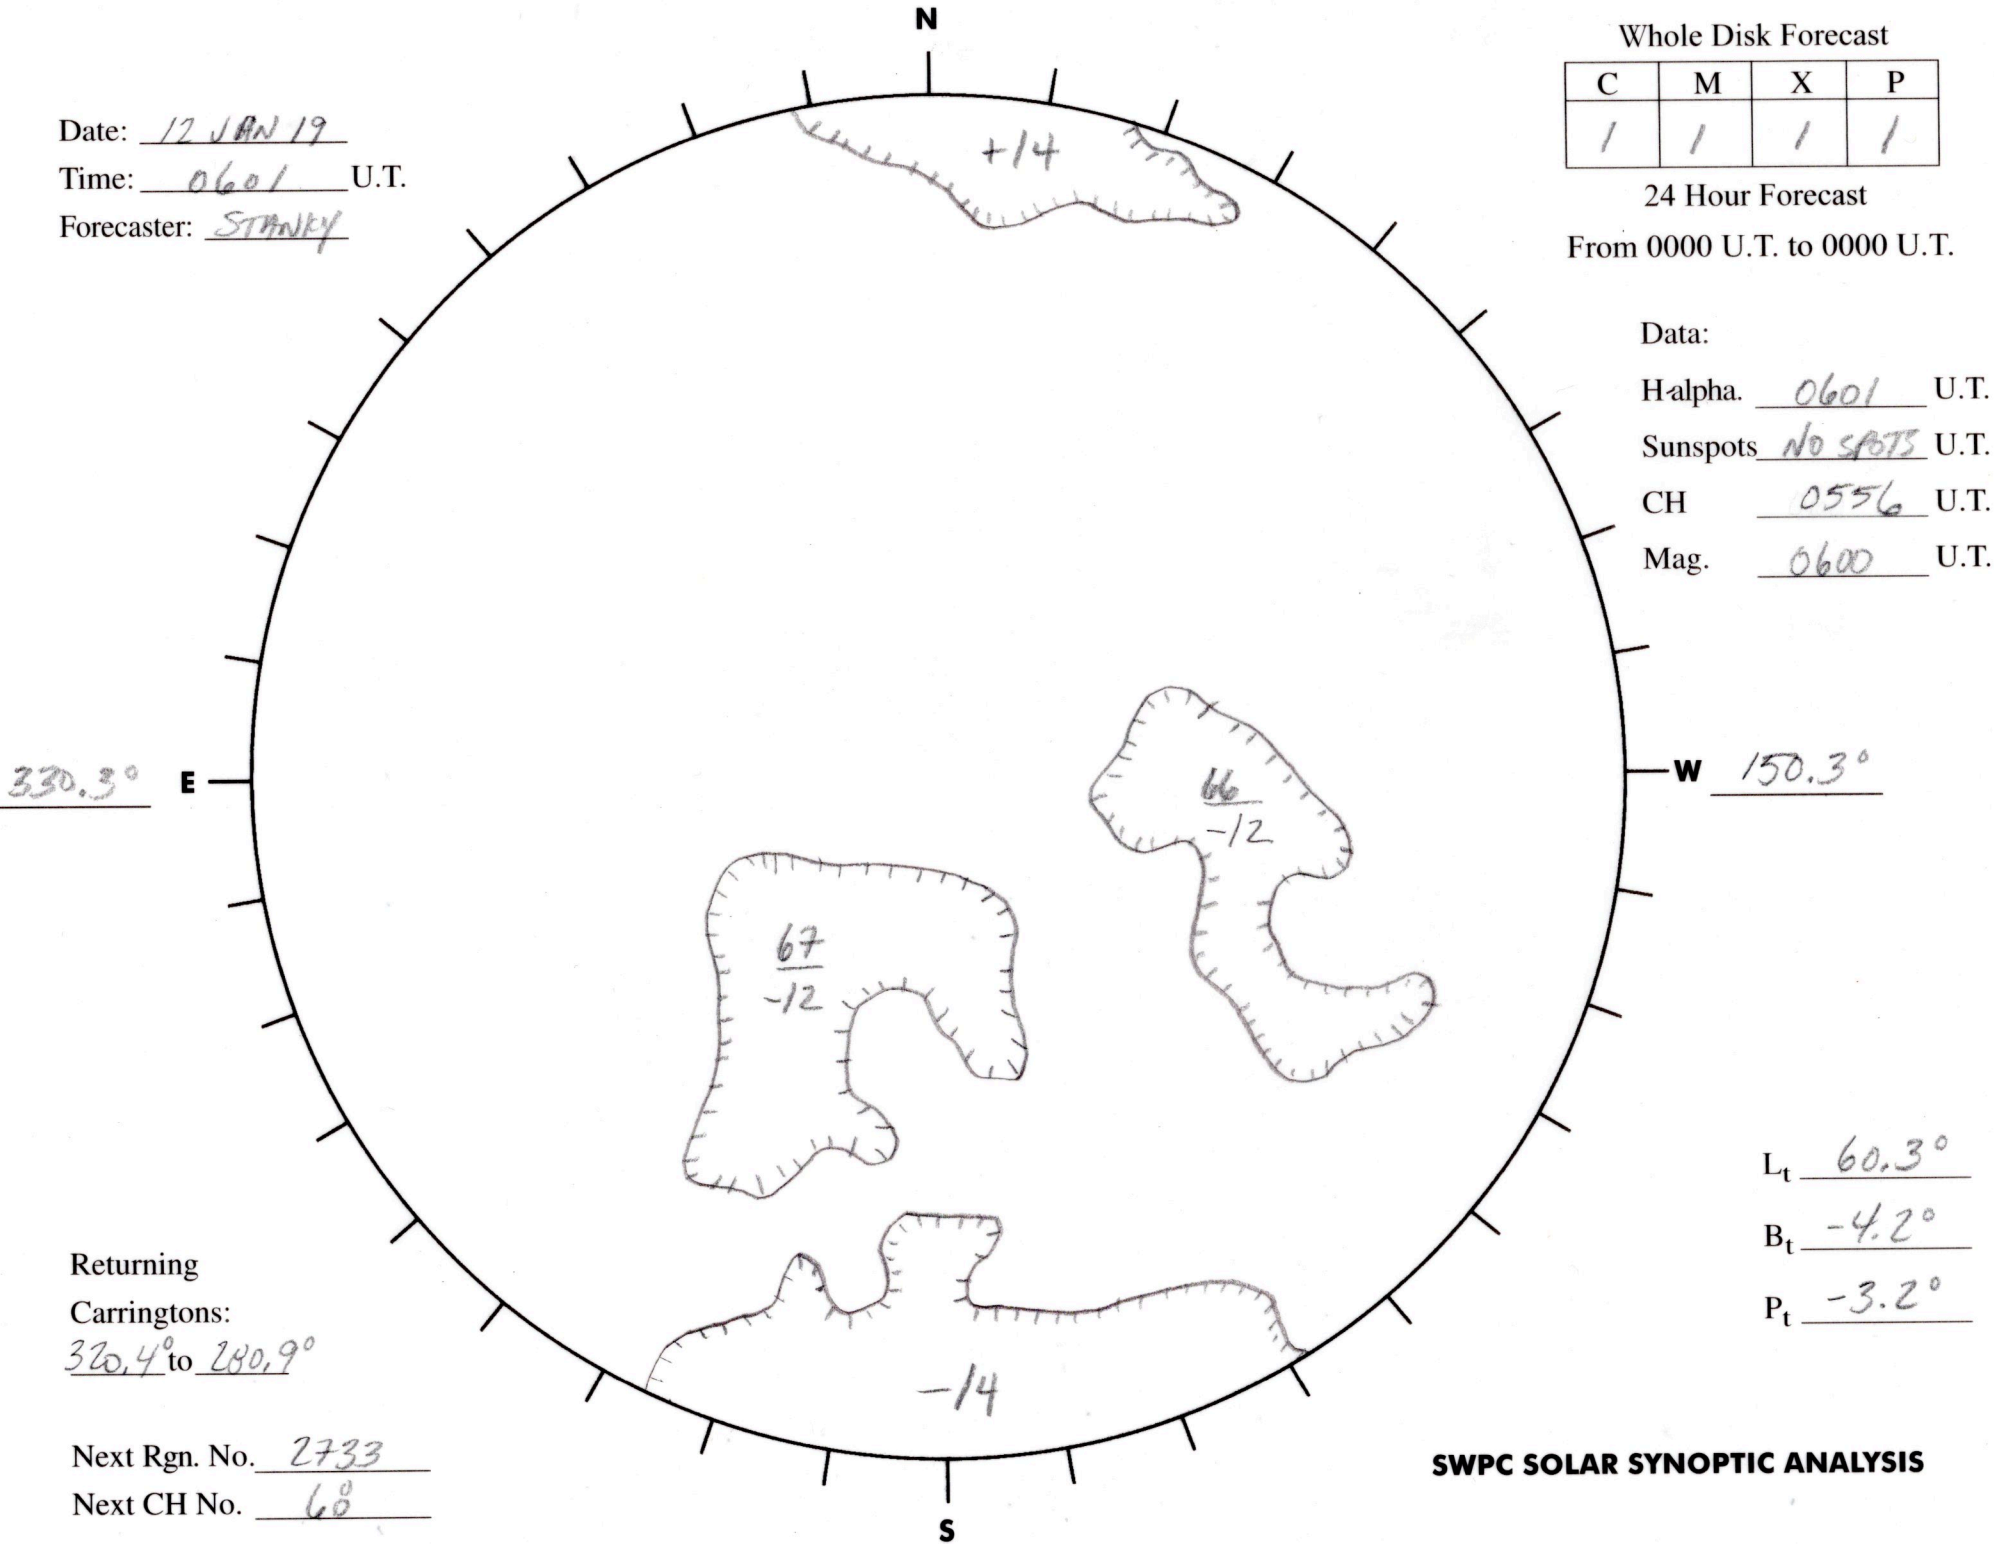 N
Date: 12 JAN 19
Time: 0601 U.T.
Forecaster: STANKY
Whole Disk Forecast
C M X P
1 1 1 1
24 Hour Forecast
From 0000 U.T. to 0000 U.T.
+14
Data:
H-alpha. 0601 U.T.
Sunspots NO SPOTS U.T.
CH 0556 U.T.
Mag. 0600 U.T.
330.3° E
W 150.3°
66
-12
67
-12
Lt 60.3°
Bt -4.2°
Pt -3.2°
Returning
Carringtons:
320.4° to 280.9°
-14
Next Rgn. No. 2733
Next CH No. 68
SWPC SOLAR SYNOPTIC ANALYSIS
S